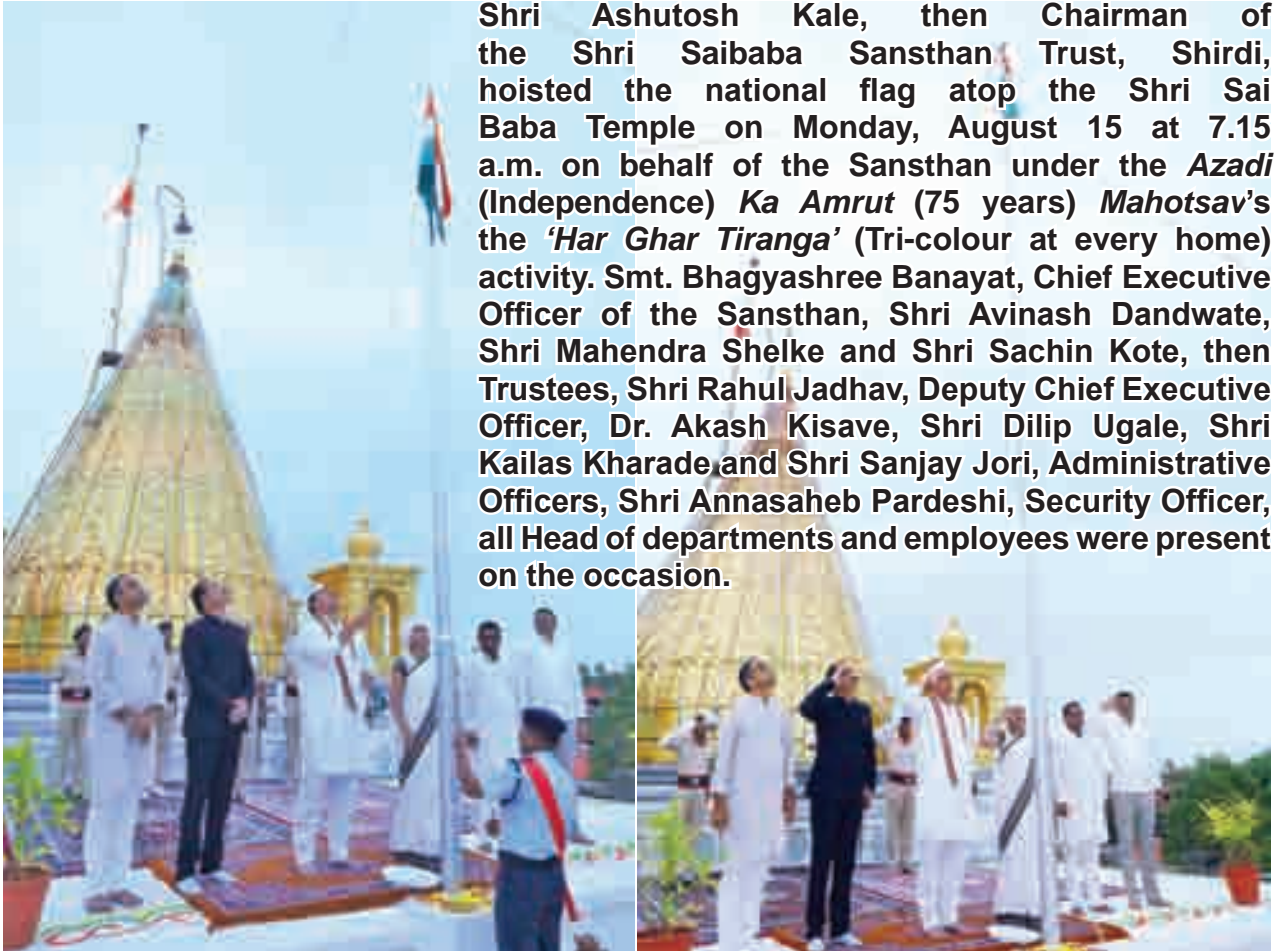 Shri Ashutosh Kale, then Chairman of
the Shri Saibaba Sansthan Trust, Shirdi,
hoisted the national flag atop the Shri Sai
Baba Temple on Monday, August 15 at 7.15
a.m. on behalf of the Sansthan under the Azadi
(Independence) Ka Amrut (75 years) Mahotsav’s
the ‘Har Ghar Tiranga’ (Tri-colour at every home)
activity. Smt. Bhagyashree Banayat, Chief Executive
Officer of the Sansthan, Shri Avinash Dandwate,
Shri Mahendra Shelke and Shri Sachin Kote, then
Trustees, Shri Rahul Jadhav, Deputy Chief Executive
Officer, Dr. Akash Kisave, Shri Dilip Ugale, Shri
Kailas Kharade and Shri Sanjay Jori, Administrative
Officers, Shri Annasaheb Pardeshi, Security Officer,
all Head of departments and employees were present
on the occasion.